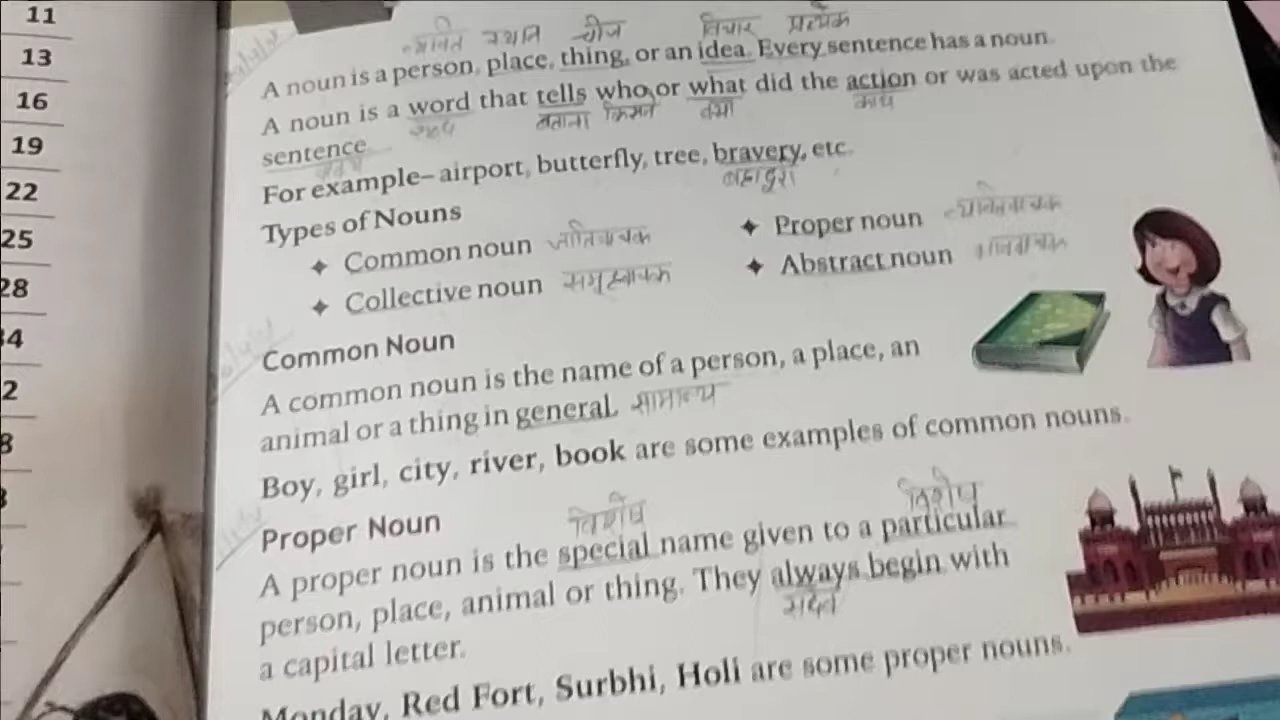 11
13
16
19
22
25
28
34
2
8
व्यक्ति स्थान चीज विचार प्रत्येक
A noun is a person, place, thing, or an idea. Every sentence has a noun.
A noun is a word that tells who or what did the action or was acted upon the
शब्द बताना किसने क्या कार्य
sentence
For example– airport, butterfly, tree, bravery, etc.
बहादुरी
Types of Nouns
✦ Common noun जातिवाचक ✦ Proper noun व्यक्तिवाचक
✦ Collective noun समूहवाचक ✦ Abstract noun भाववाचक
Common Noun
A common noun is the name of a person, a place, an
animal or a thing in general. सामान्य
Boy, girl, city, river, book are some examples of common nouns.
Proper Noun
विशेष विशेष
A proper noun is the special name given to a particular
person, place, animal or thing. They always begin with
सदैव
a capital letter.
Monday, Red Fort, Surbhi, Holi are some proper nouns.